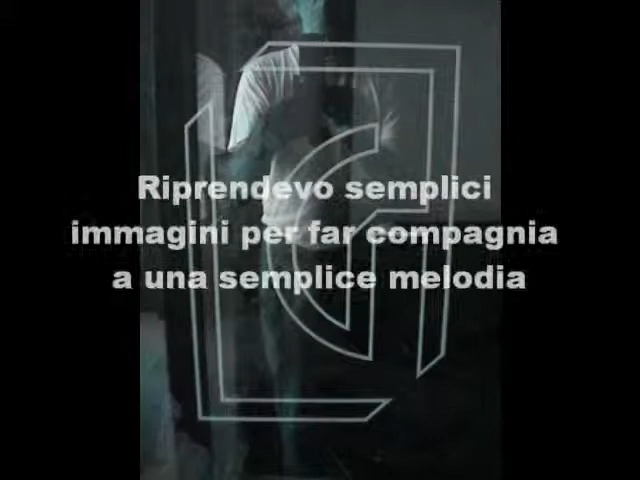 Riprendevo semplici
immagini per far compagnia
a una semplice melodia